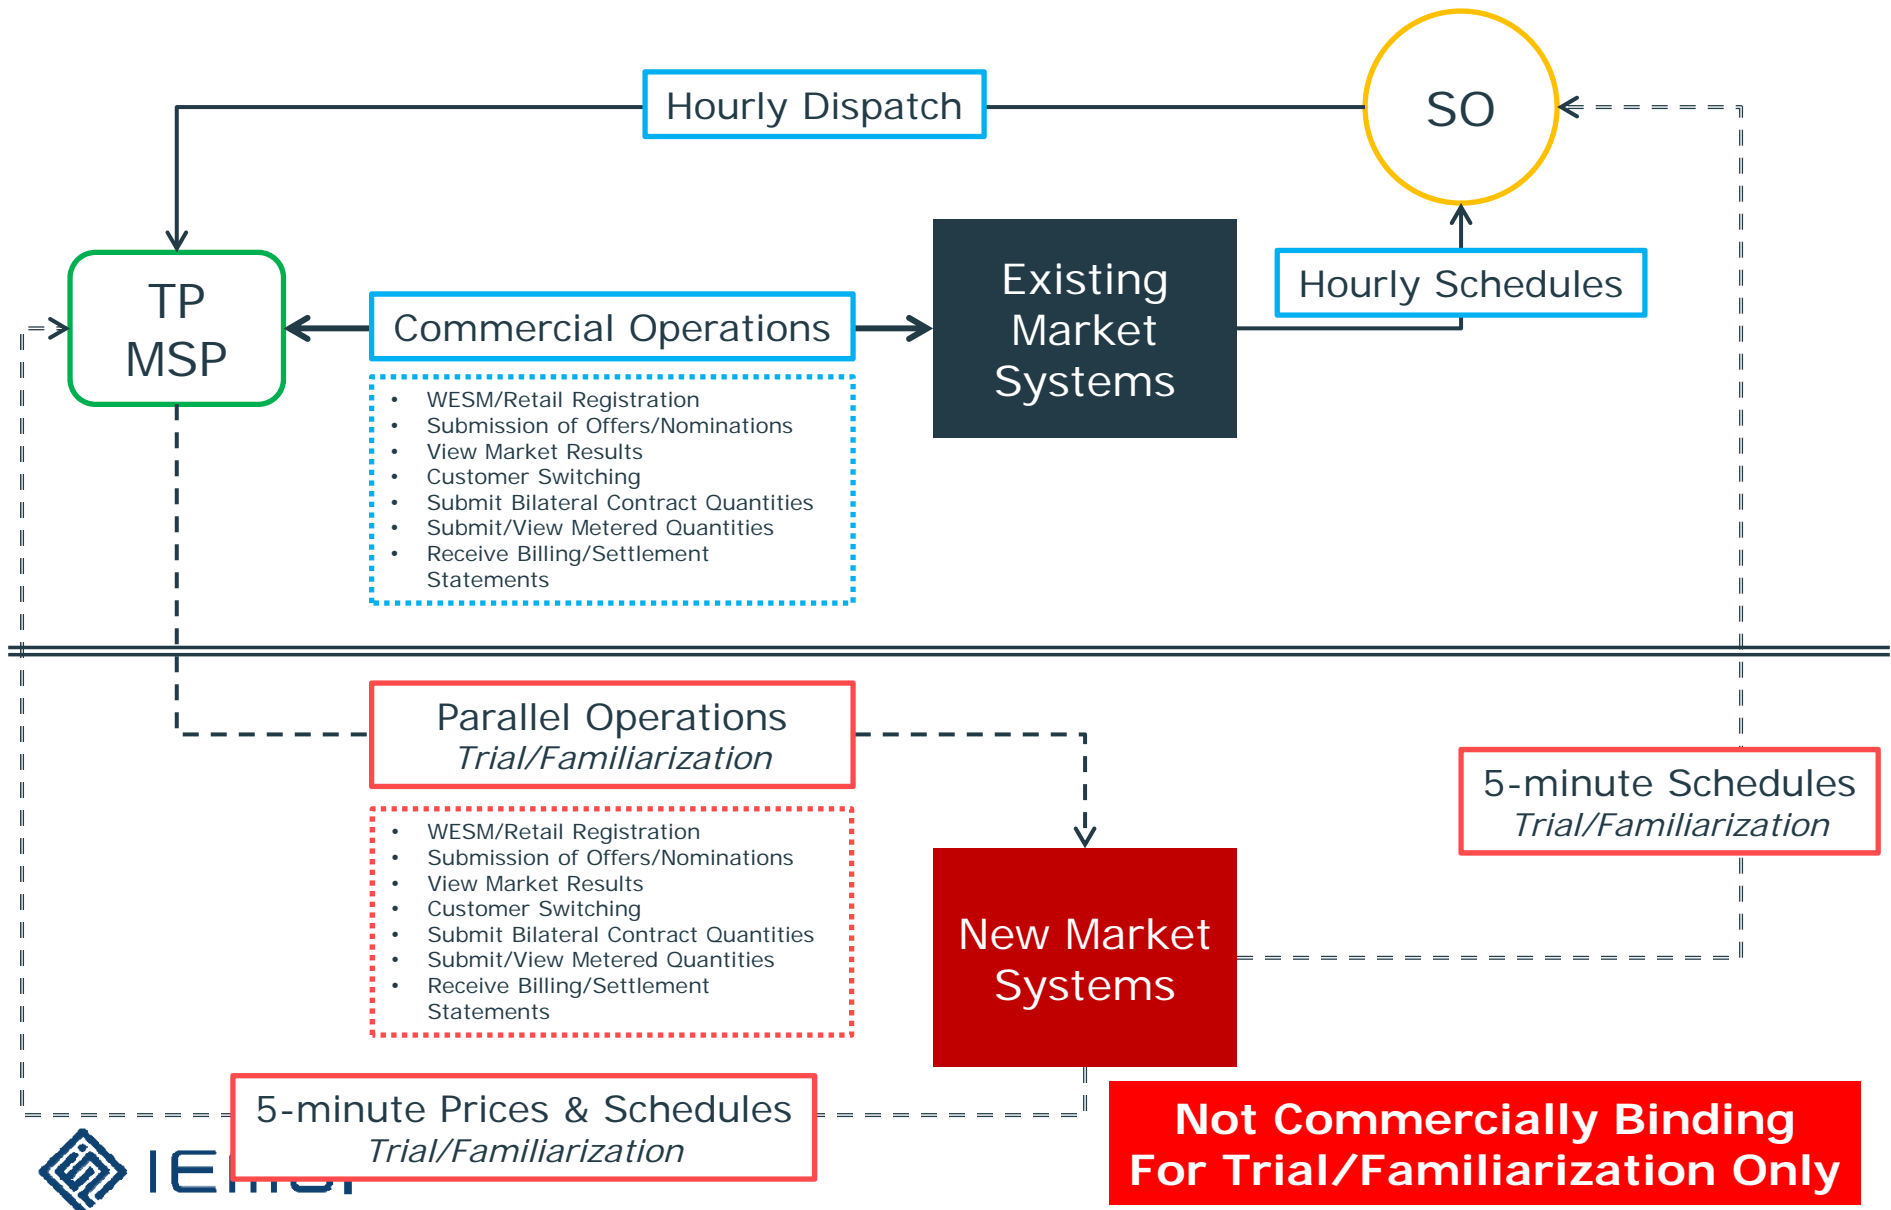 Hourly Dispatch
SO
Existing
Market
Systems
Hourly Schedules
TP
MSP
Commercial Operations
• WESM/Retail Registration
• Submission of Offers/Nominations
• View Market Results
• Customer Switching
• Submit Bilateral Contract Quantities
• Submit/View Metered Quantities
• Receive Billing/Settlement
Statements
Parallel Operations
Trial/Familiarization
5-minute Schedules
Trial/Familiarization
• WESM/Retail Registration
• Submission of Offers/Nominations
• View Market Results
• Customer Switching
• Submit Bilateral Contract Quantities
• Submit/View Metered Quantities
• Receive Billing/Settlement
Statements
New Market
Systems
5-minute Prices & Schedules
Trial/Familiarization
Not Commercially Binding
For Trial/Familiarization Only